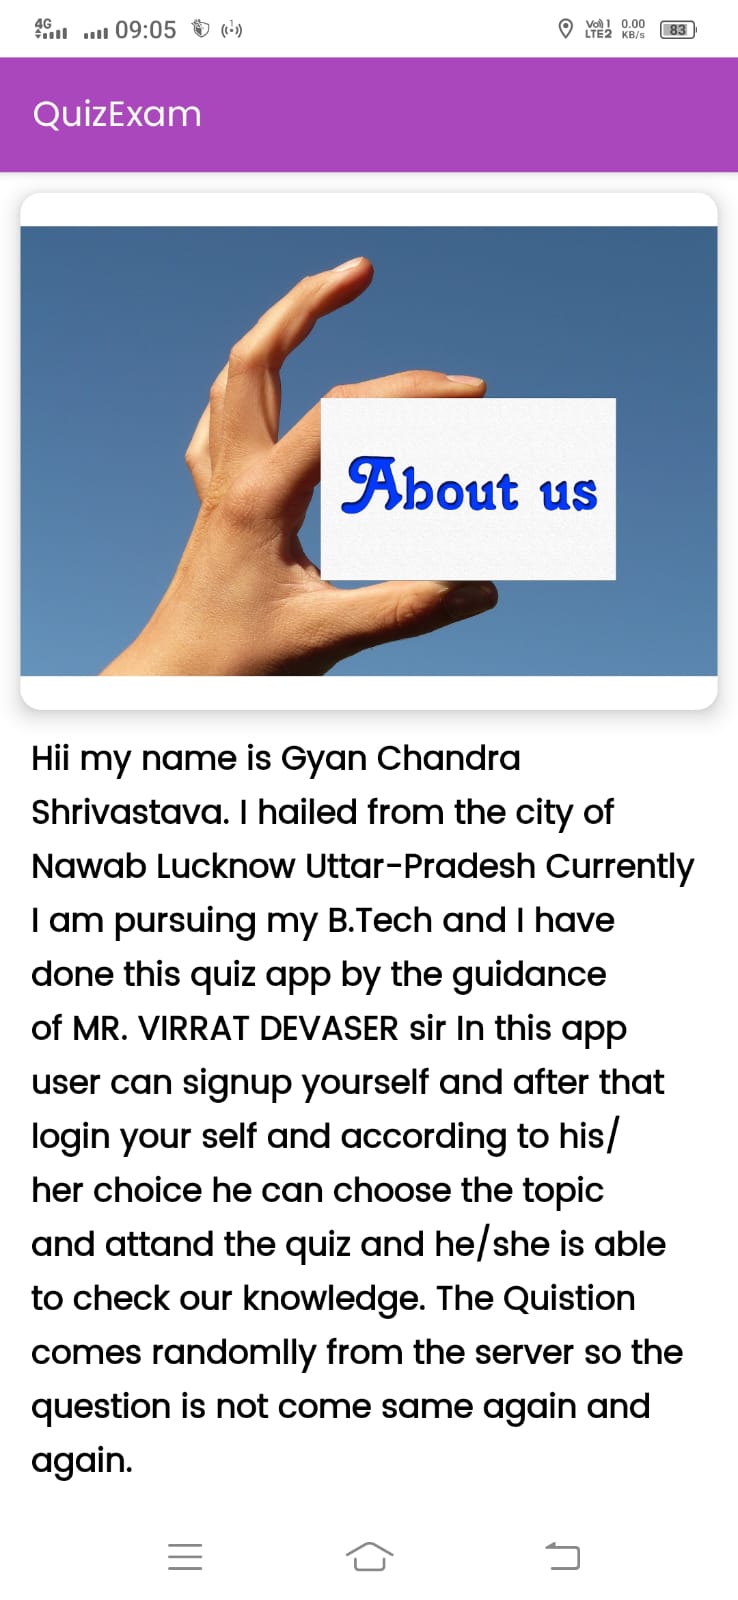 4G 09:05 Vo) 1 LTE2 0.00 KB/s 83
QuizExam
About us
Hii my name is Gyan Chandra
Shrivastava. I hailed from the city of
Nawab Lucknow Uttar-Pradesh Currently
I am pursuing my B.Tech and I have
done this quiz app by the guidance
of MR. VIRRAT DEVASER sir In this app
user can signup yourself and after that
login your self and according to his/
her choice he can choose the topic
and attand the quiz and he/she is able
to check our knowledge. The Quistion
comes randomlly from the server so the
question is not come same again and
again.